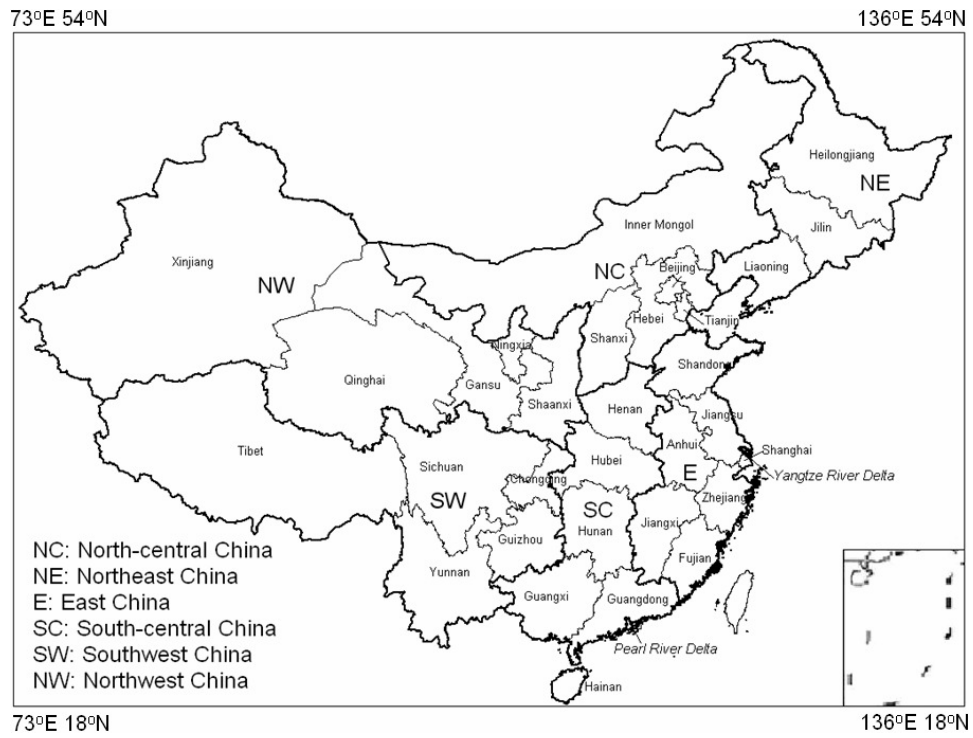 73°E 54°N
136°E 54°N
Heilongjiang
NE
Jilin
Inner Mongol
Xinjiang
NW
NC
Beijing
Liaoning
Tianjin
Hebei
Shanxi
Ningxia
Shandong
Qinghai
Gansu
Shaanxi
Henan
Jiangsu
Anhui
Shanghai
Tibet
Sichuan
Hubei
E
Yangtze River Delta
Chongqing
SW
Zhejiang
SC
Jiangxi
Hunan
Guizhou
Fujian
Yunnan
Guangxi
Guangdong
Pearl River Delta
Hainan
NC: North-central China
NE: Northeast China
E: East China
SC: South-central China
SW: Southwest China
NW: Northwest China
73°E 18°N
136°E 18°N